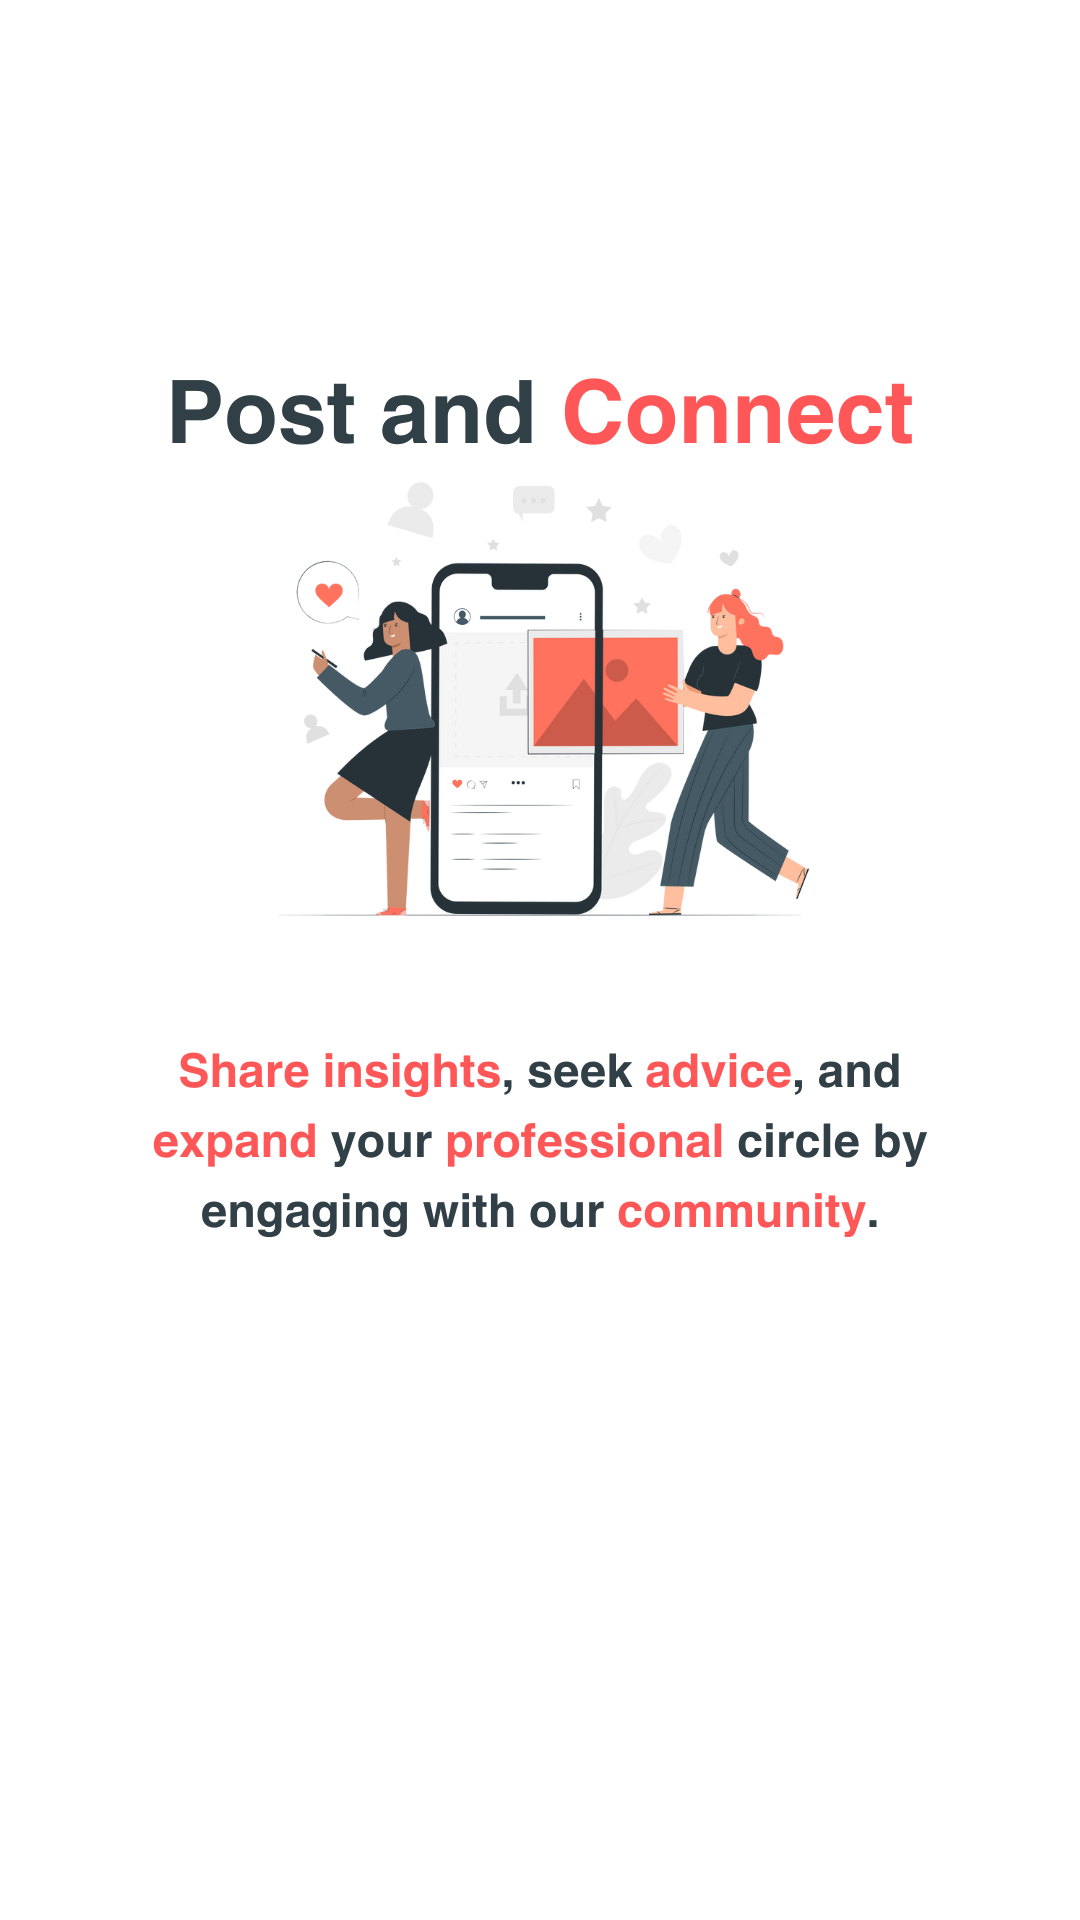 Post and Connect
Share insights, seek advice, and
expand your professional circle by
engaging with our community.